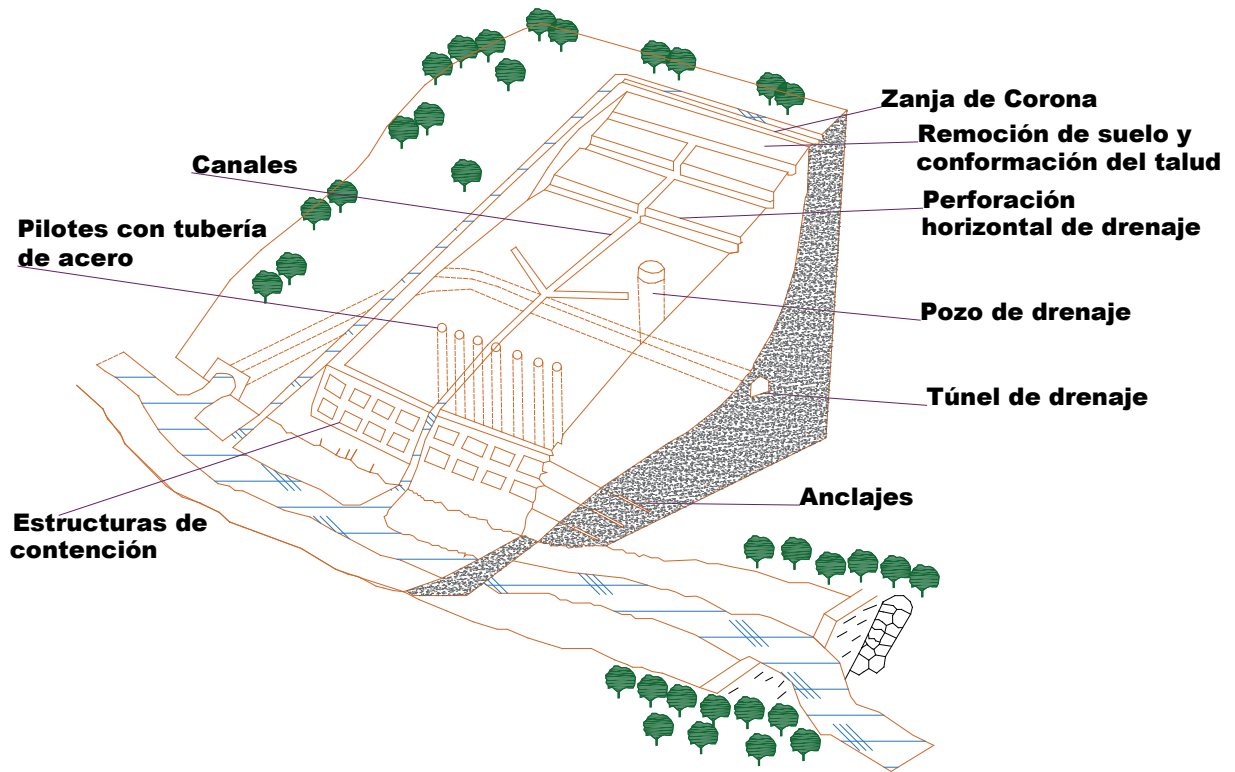 Zanja de Corona
Remoción de suelo y
conformación del talud
Canales
Perforación
horizontal de drenaje
Pilotes con tubería
de acero
Pozo de drenaje
Túnel de drenaje
Anclajes
Estructuras de
contención